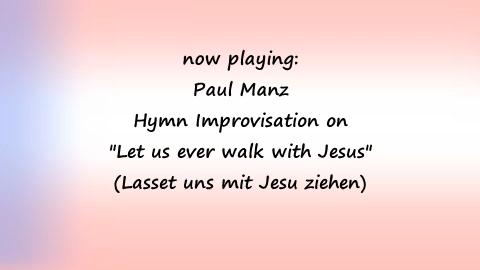 now playing:
Paul Manz
Hymn Improvisation on
"Let us ever walk with Jesus"
(Lasset uns mit Jesu ziehen)